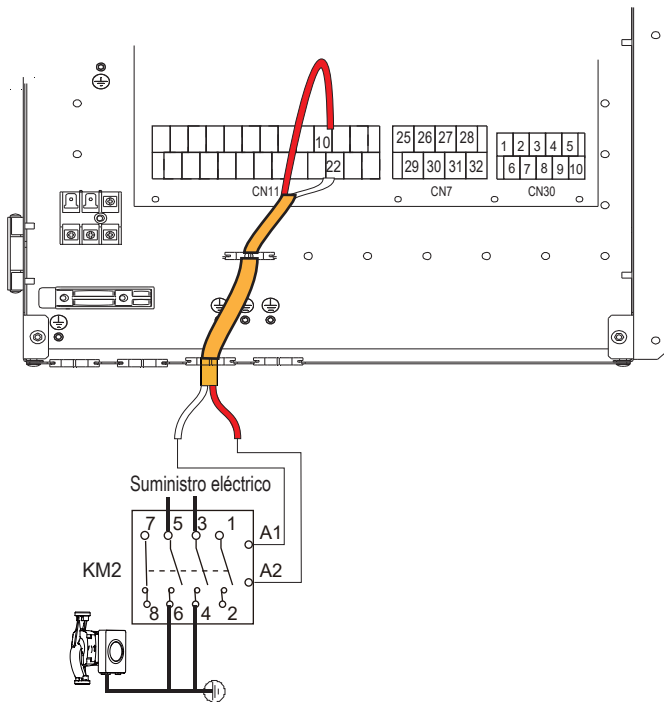 10
22
CN11
25 26 27 28
29 30 31 32
CN7
1 2 3 4 5
6 7 8 9 10
CN30
Suministro eléctrico
7 5 3 1
A1
KM2
A2
8 6 4 2